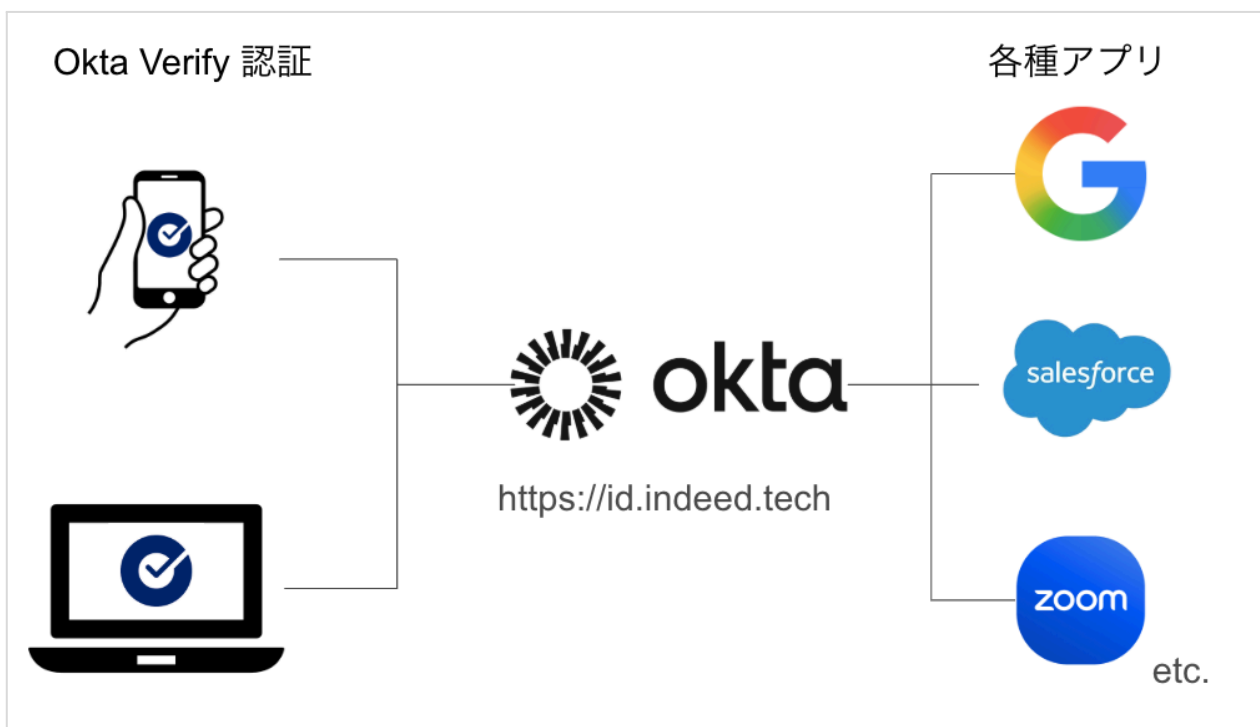 Okta Verify 認証
各種アプリ
salesforce
okta
https://id.indeed.tech
zoom
etc.